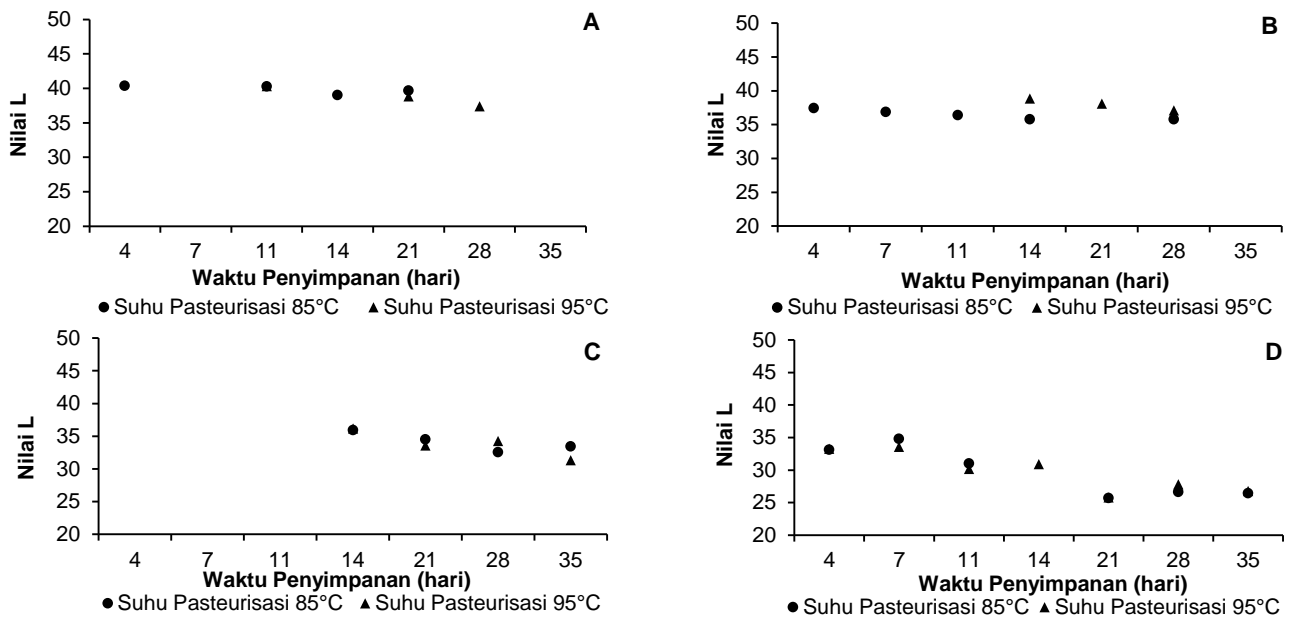 A
50
45
40
35
30
25
20
Nilai L
4 7 11 14 21 28 35
Waktu Penyimpanan (hari)
● Suhu Pasteurisasi 85°C ▲ Suhu Pasteurisasi 95°C
B
50
45
40
35
30
25
20
Nilai L
4 7 11 14 21 28 35
Waktu Penyimpanan (hari)
● Suhu Pasteurisasi 85°C ▲ Suhu Pasteurisasi 95°C
C
50
45
40
35
30
25
20
Nilai L
4 7 11 14 21 28 35
Waktu Penyimpanan (hari)
● Suhu Pasteurisasi 85°C ▲ Suhu Pasteurisasi 95°C
D
50
45
40
35
30
25
20
Nilai L
4 7 11 14 21 28 35
Waktu Penyimpanan (hari)
● Suhu Pasteurisasi 85°C ▲ Suhu Pasteurisasi 95°C